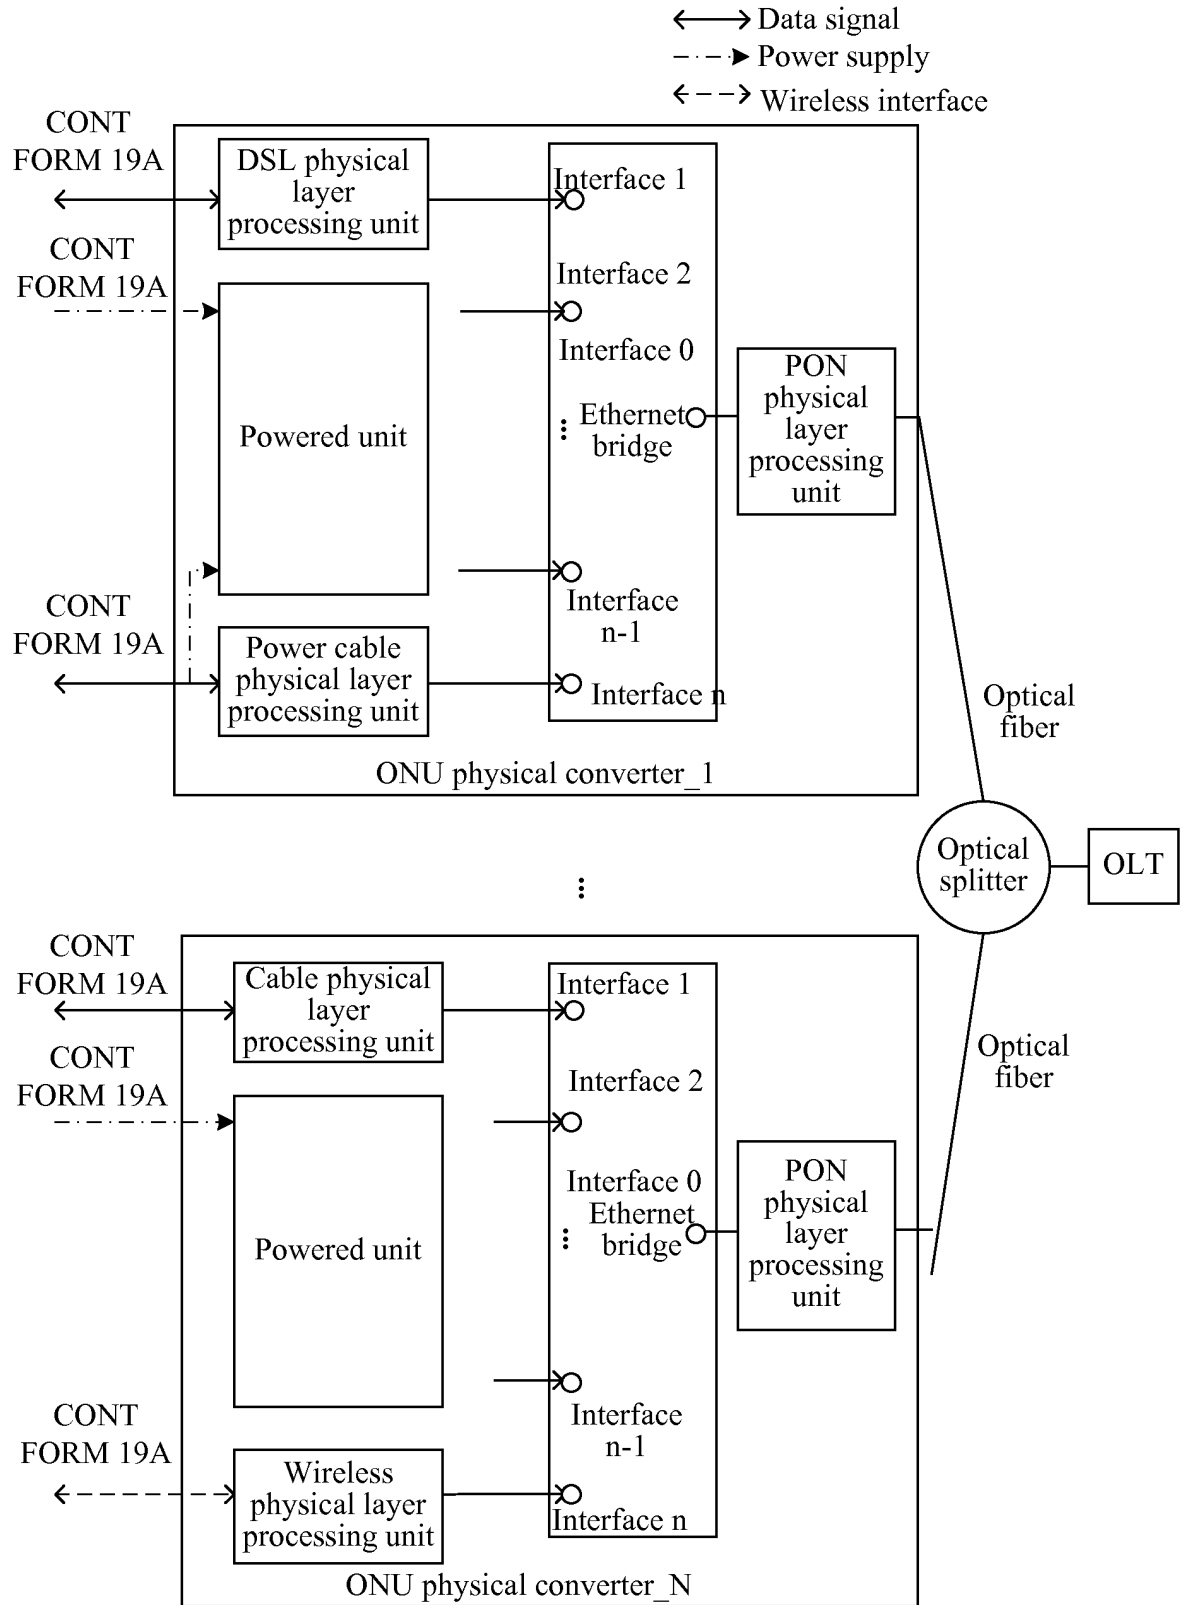 Data signal
Power supply
Wireless interface
CONT
FORM 19A
DSL physical
layer
processing unit
Interface 1
CONT
FORM 19A
Interface 2
Interface 0
Powered unit
Ethernet
bridge
PON
physical
layer
processing
unit
Interface
n-1
CONT
FORM 19A
Power cable
physical layer
processing unit
Interface n
ONU physical converter_1
Optical
fiber
Optical
splitter
OLT
CONT
FORM 19A
Cable physical
layer
processing unit
Interface 1
CONT
FORM 19A
Interface 2
Optical
fiber
Interface 0
Powered unit
Ethernet
bridge
PON
physical
layer
processing
unit
Interface
n-1
CONT
FORM 19A
Wireless
physical layer
processing unit
Interface n
ONU physical converter_N